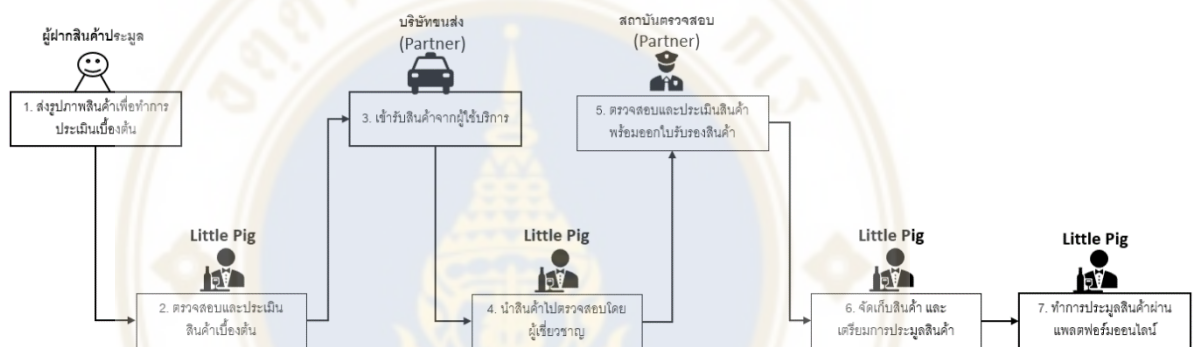 ผู้ฝากสินค้าประมูล
1. ส่งรูปภาพสินค้าเพื่อทำการ
ประเมินเบื้องต้น
Little Pig
2. ตรวจสอบและประเมิน
สินค้าเบื้องต้น
บริษัทขนส่ง
(Partner)
3. เข้ารับสินค้าจากผู้ใช้บริการ
Little Pig
4. นำสินค้าไปตรวจสอบโดย
ผู้เชี่ยวชาญ
สถาบันตรวจสอบ
(Partner)
5. ตรวจสอบและประเมินสินค้า
พร้อมออกใบรับรองสินค้า
Little Pig
6. จัดเก็บสินค้า และ
เตรียมการประมูลสินค้า
Little Pig
7. ทำการประมูลสินค้าผ่าน
แพลตฟอร์มออนไลน์